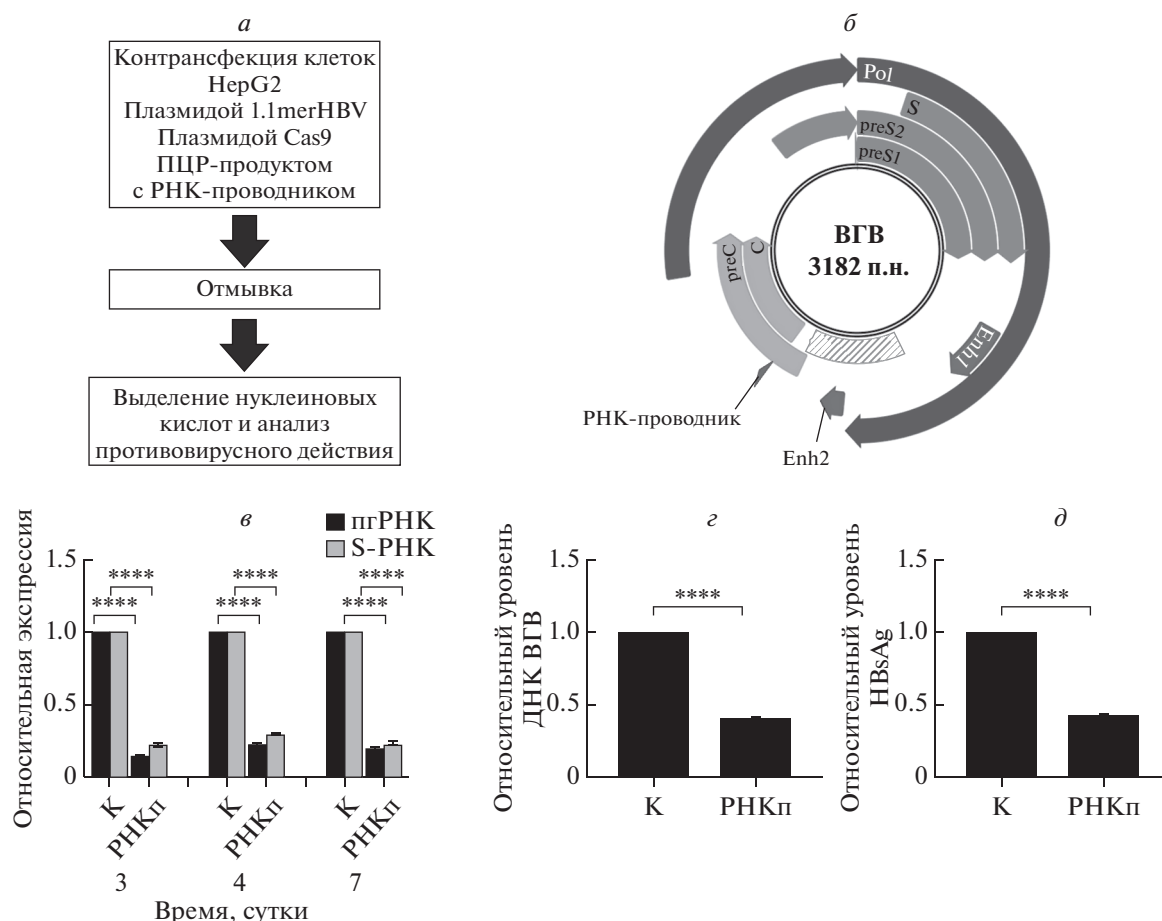 а
Контрансфекция клеток
HepG2
Плазмидой 1.1merHBV
Плазмидой Cas9
ПЦР-продуктом
с РНК-проводником
Отмывка
Выделение нуклеиновых
кислот и анализ
противовирусного действия
б
Pol
S
preS2
preS1
ВГВ
3182 п.н.
preC
C
Enh1
РНК-проводник
Enh2
в
пгРНК
S-РНК
Относительная экспрессия
1.5
1.0
0.5
0
****
****
****
****
****
****
К
РНКп
К
РНКп
К
РНКп
3
4
7
Время, сутки
г
Относительный уровень
ДНК ВГВ
1.5
1.0
0.5
0
****
К
РНКп
д
Относительный уровень
HBsAg
1.5
1.0
0.5
0
****
К
РНКп